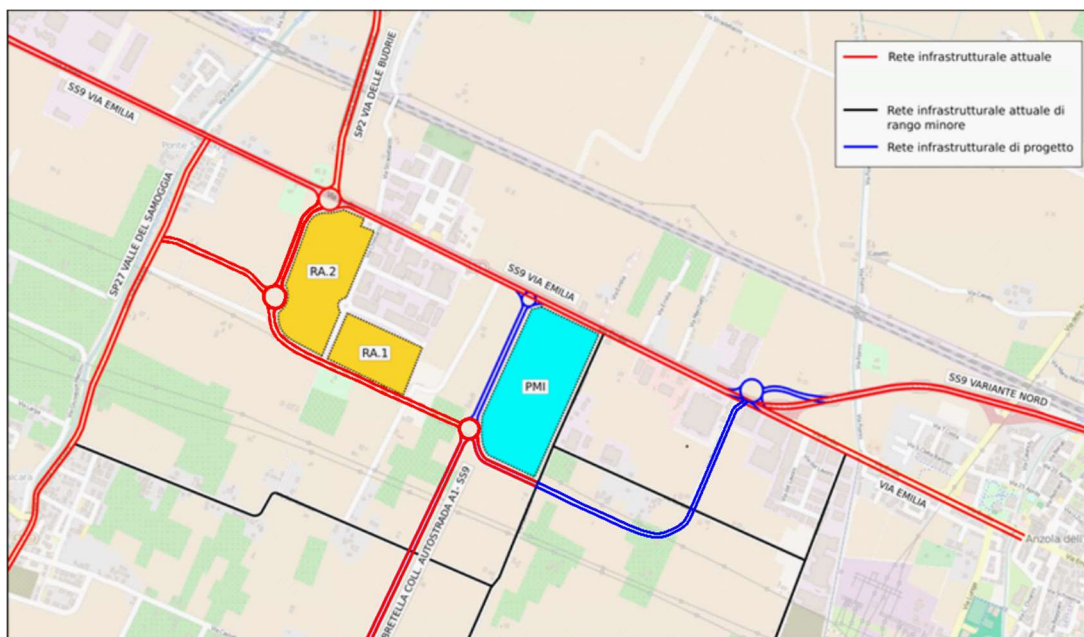 Rete infrastrutturale attuale
Rete infrastrutturale attuale di
rango minore
Rete infrastrutturale di progetto
SS9 VIA EMILIA
SP2 VIA DELLE BUDRIE
SP27 VALLE DEL SAMOGGIA
RA.2
RA.1
SS9 VIA EMILIA
PMI
SS9 VARIANTE NORD
VIA EMILIA
BRETELLA COLL. AUTOSTRADA A1- SS9
Anzola dell'